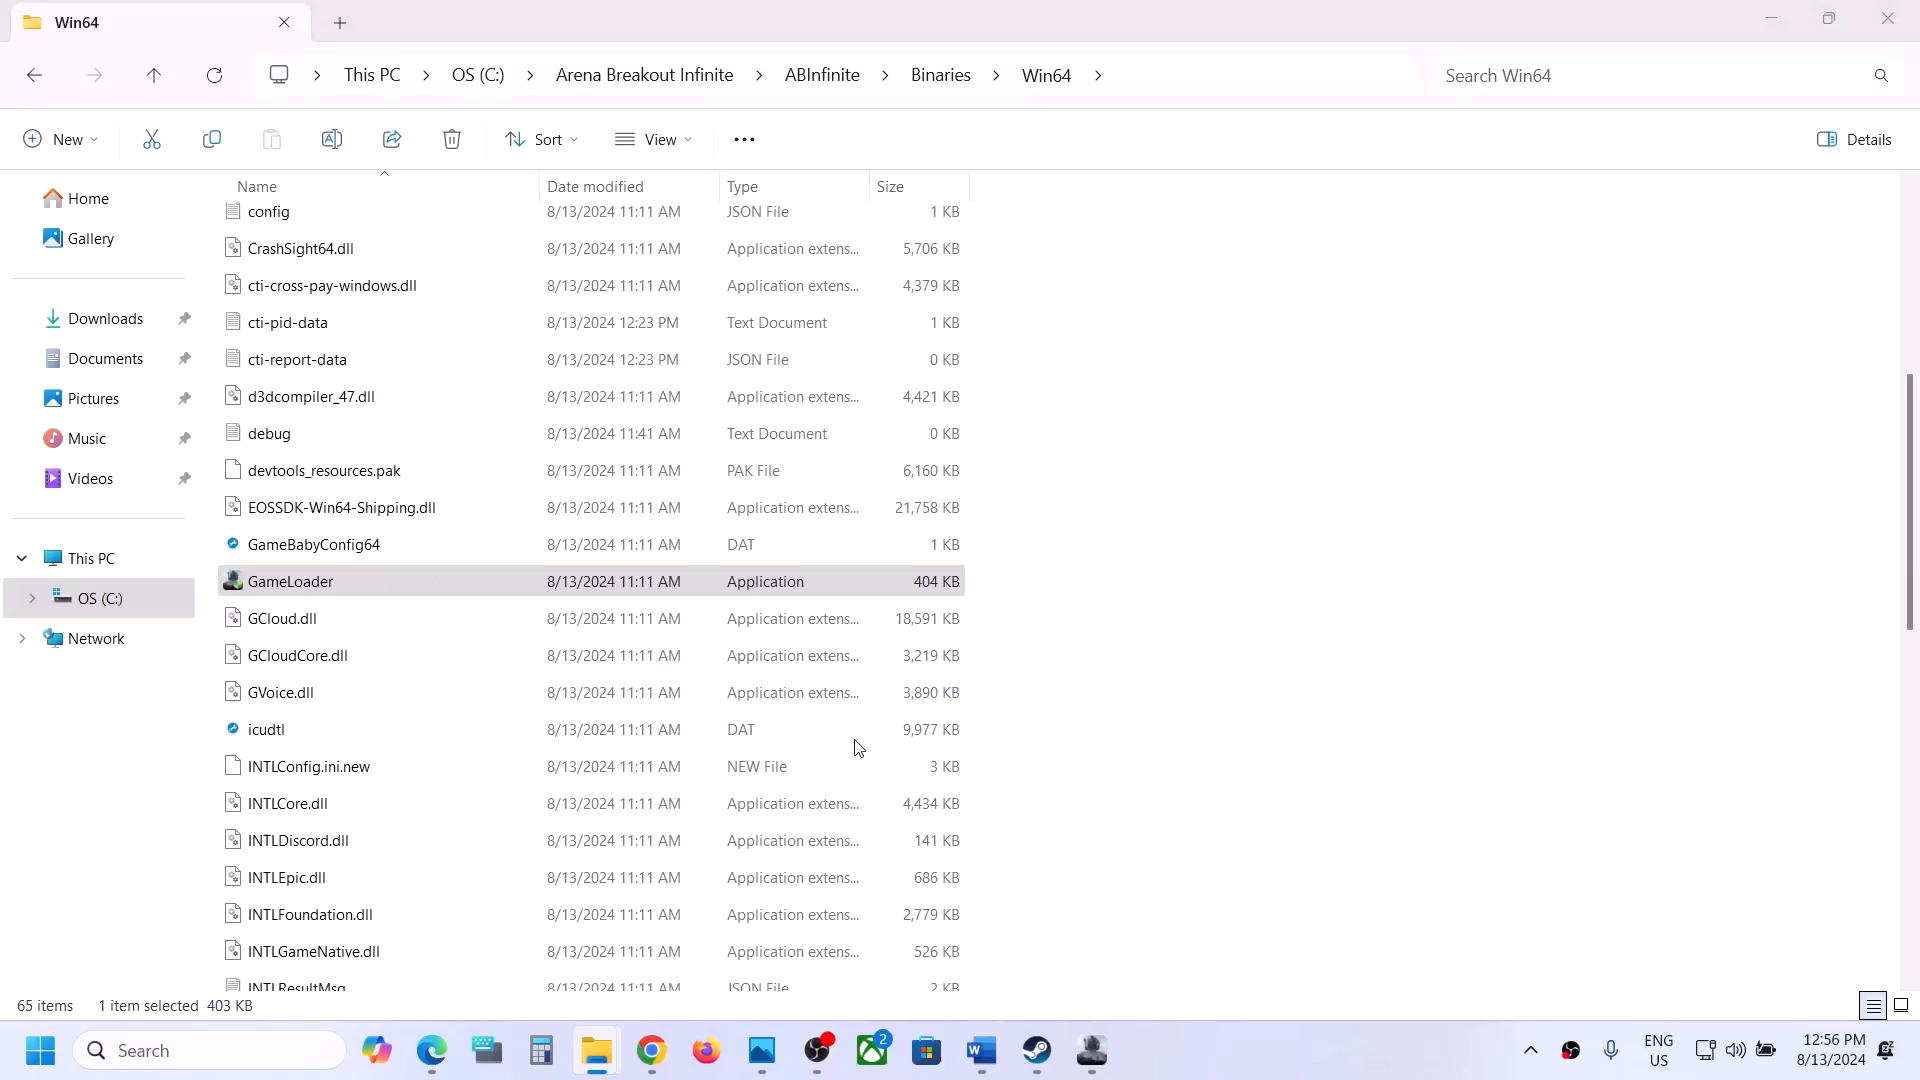 Win64
This PC
OS (C:)
Arena Breakout Infinite
ABInfinite
Binaries
Win64
Search Win64
New
Sort
View
Details
Home
Gallery
Downloads
Documents
Pictures
Music
Videos
This PC
OS (C:)
Network
Name Date modified Type Size
config 8/13/2024 11:11 AM JSON File 1 KB
CrashSight64.dll 8/13/2024 11:11 AM Application extens... 5,706 KB
cti-cross-pay-windows.dll 8/13/2024 11:11 AM Application extens... 4,379 KB
cti-pid-data 8/13/2024 12:23 PM Text Document 1 KB
cti-report-data 8/13/2024 12:23 PM JSON File 0 KB
d3dcompiler_47.dll 8/13/2024 11:11 AM Application extens... 4,421 KB
debug 8/13/2024 11:41 AM Text Document 0 KB
devtools_resources.pak 8/13/2024 11:11 AM PAK File 6,160 KB
EOSSDK-Win64-Shipping.dll 8/13/2024 11:11 AM Application extens... 21,758 KB
GameBabyConfig64 8/13/2024 11:11 AM DAT 1 KB
GameLoader 8/13/2024 11:11 AM Application 404 KB
GCloud.dll 8/13/2024 11:11 AM Application extens... 18,591 KB
GCloudCore.dll 8/13/2024 11:11 AM Application extens... 3,219 KB
GVoice.dll 8/13/2024 11:11 AM Application extens... 3,890 KB
icudtl 8/13/2024 11:11 AM DAT 9,977 KB
INTLConfig.ini.new 8/13/2024 11:11 AM NEW File 3 KB
INTLCore.dll 8/13/2024 11:11 AM Application extens... 4,434 KB
INTLDiscord.dll 8/13/2024 11:11 AM Application extens... 141 KB
INTLEpic.dll 8/13/2024 11:11 AM Application extens... 686 KB
INTLFoundation.dll 8/13/2024 11:11 AM Application extens... 2,779 KB
INTLGameNative.dll 8/13/2024 11:11 AM Application extens... 526 KB
INTLResultMsg 8/13/2024 11:11 AM JSON File 2 KB
65 items 1 item selected 403 KB
Search
2
ENG
US
12:56 PM
8/13/2024